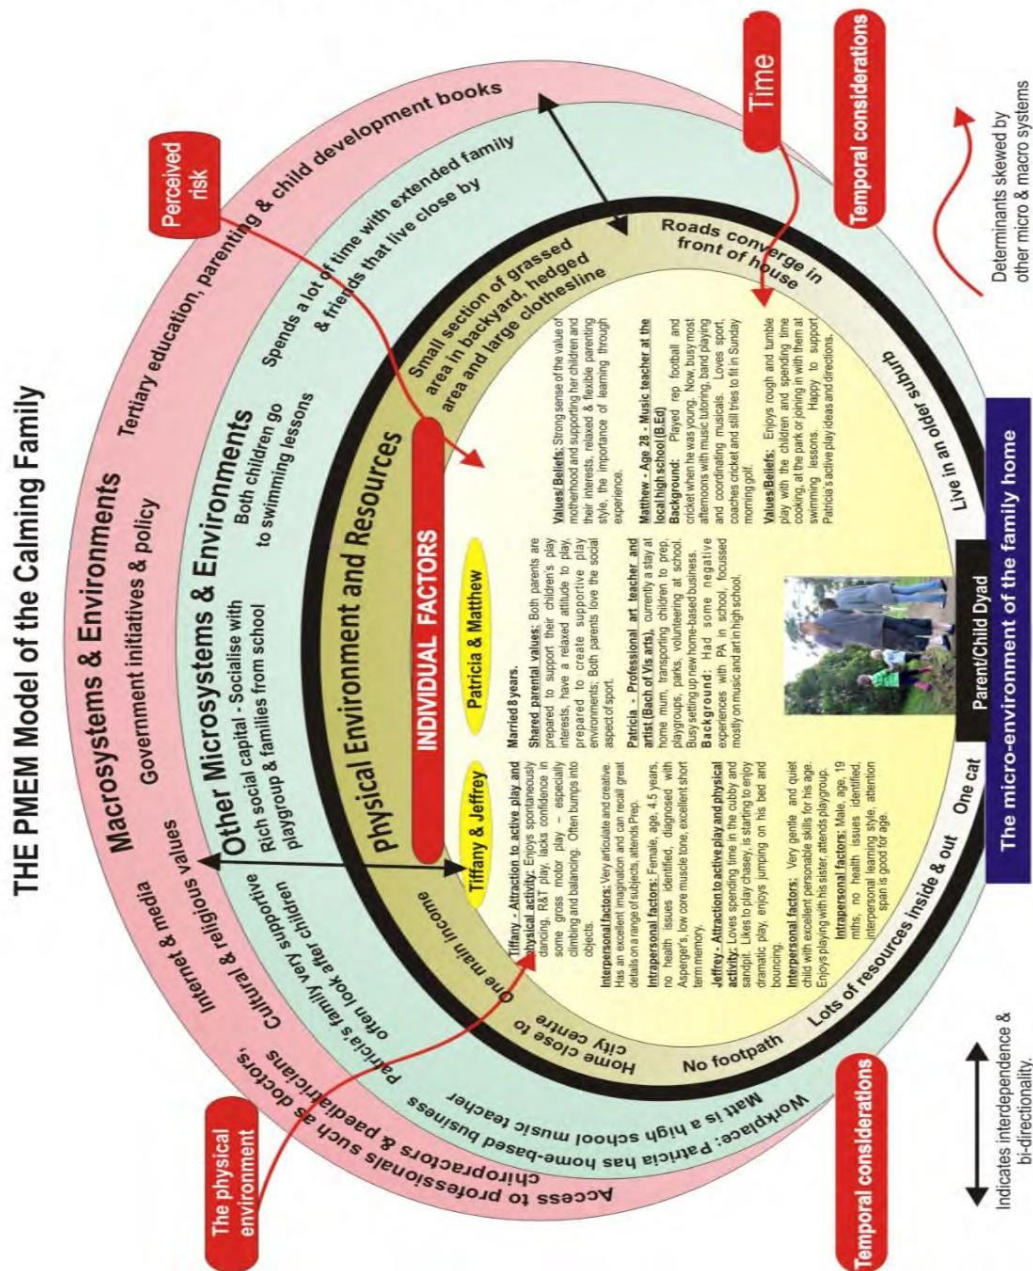 THE PMEM Model of the Calming Family
Macrosystems & Environments
Internet & media
Government initiatives & policy
Tertiary education, parenting & child development books
Cultural & religious values
Access to professionals such as doctors,
chiropractors & paediatricians
Perceived
risk
The physical
environment
Other Microsystems & Environments
Rich social capital - Socialise with
playgroup & families from school
Both children go
to swimming lessons
Spends a lot of time with extended family
& friends that live close by
Patricia's family very supportive
often look after children
Workplace: Patricia has home-based business
Matt is a high school music teacher
Physical Environment and Resources
One main income
Home close to
city centre
No footpath
Lots of resources inside & out
One cat
Small section of grassed
area in backyard, hedged
area and large clothesline
Roads converge in
front of house
Live in an older suburb
INDIVIDUAL FACTORS
Tiffany & Jeffrey
Patricia & Matthew
Tiffany - Attraction to active play and
physical activity: Enjoys spontaneously
dancing, R&T play, lacks confidence in
some gross motor play – especially
climbing and balancing. Often bumps into
objects.
Interpersonal factors: Very articulate and creative.
Has an excellent imagination and can recall great
details on a range of subjects, attends Prep.
Intrapersonal factors: Female, age, 4.5 years,
no health issues identified, diagnosed with
Asperger's, low core muscle tone, excellent short
term memory.
Jeffrey - Attraction to active play and physical
activity: Loves spending time in the cubby and
sandpit. Likes to play chasey, is starting to enjoy
dramatic play, enjoys jumping on his bed and
bouncing.
Interpersonal factors: Very gentle and quiet
child with excellent personable skills for his age.
Enjoys playing with his sister, attends playgroup.
Intrapersonal factors: Male, age, 19
mths, no health issues identified,
interpersonal learning style, attention
span is good for age.
Married 8 years.
Shared parental values: Both parents are
prepared to support their children's play
interests, have a relaxed attitude to play,
prepared to create supportive play
environments; Both parents love the social
aspect of sport.
Patricia - Professional art teacher and
artist (Bach of Vis arts), currently a stay at
home mum, transporting children to prep,
playgroups, parks, volunteering at school.
Busy setting up new home-based business.
Background: Had some negative
experiences with PA in school, focussed
mostly on music and art in high school.
Values/Beliefs: Strong sense of the value of
motherhood and supporting her children and
their interests, relaxed & flexible parenting
style, the importance of learning through
experience.
Matthew - Age 28 - Music teacher at the
local high school (B.Ed)
Background: Played rep football and
cricket when he was young. Now, busy most
afternoons with music tutoring, band playing
and coordinating musicals. Loves sport,
coaches cricket and still tries to fit in Sunday
morning golf.
Values/Beliefs: Enjoys rough and tumble
play with the children and spending time
cooking, at the park or joining in with them at
swimming lessons. Happy to support
Patricia's active play ideas and directions.
Time
Parent/Child Dyad
The micro-environment of the family home
Temporal considerations
Temporal considerations
Indicates interdependence &
bi-directionality.
Determinants skewed by
other micro & macro systems